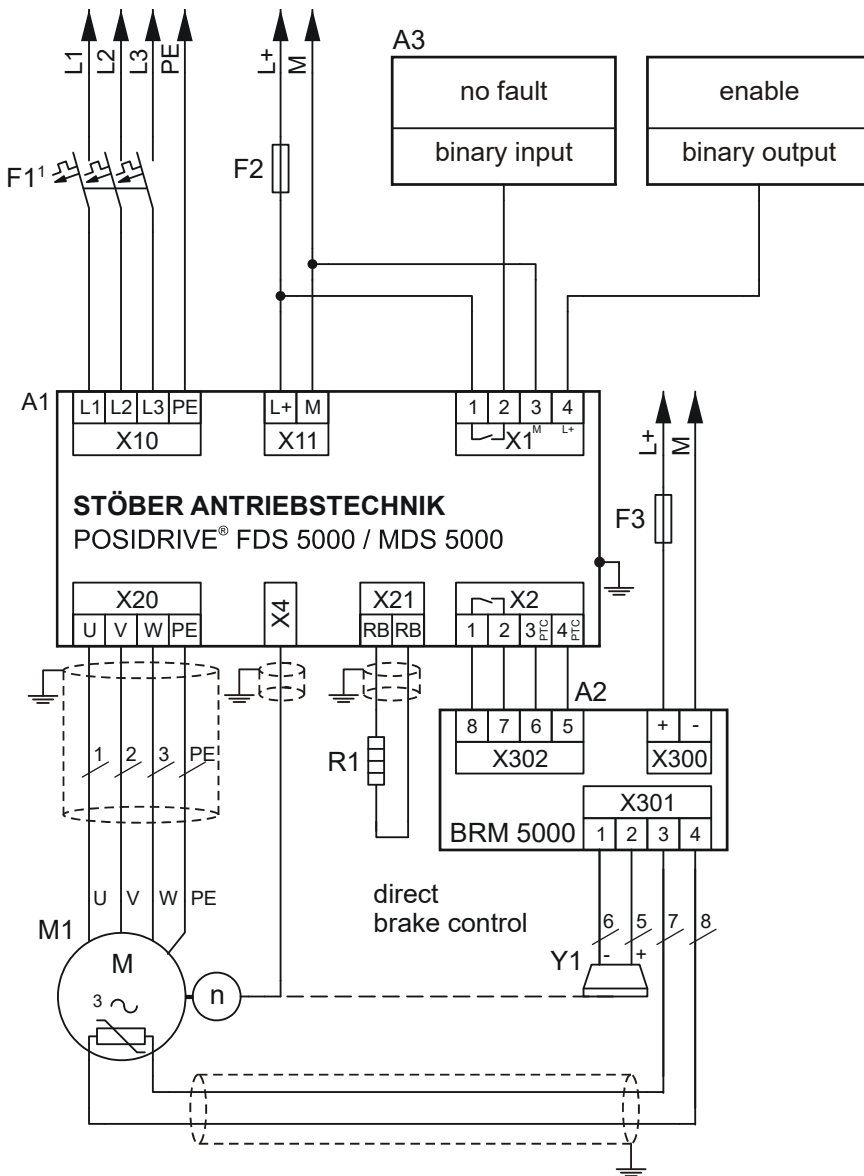 L1 L2 L3 PE L+ M
A3
no fault enable
binary input binary output
F1¹ F2
A1
L1 L2 L3 PE L+ M 1 2 3 4
X10 X11 X1 M L+
L+ M
STÖBER ANTRIEBSTECHNIK
POSIDRIVE® FDS 5000 / MDS 5000
F3
X20 X4 X21 X2
U V W PE RB RB 1 2 3 PTC 4 PTC
A2
8 7 6 5 + -
X302 X300
1 2 3 PE
R1
X301
BRM 5000 1 2 3 4
direct
brake control
U V W PE
6 5 7 8
M1
Y1 - +
M
3
n